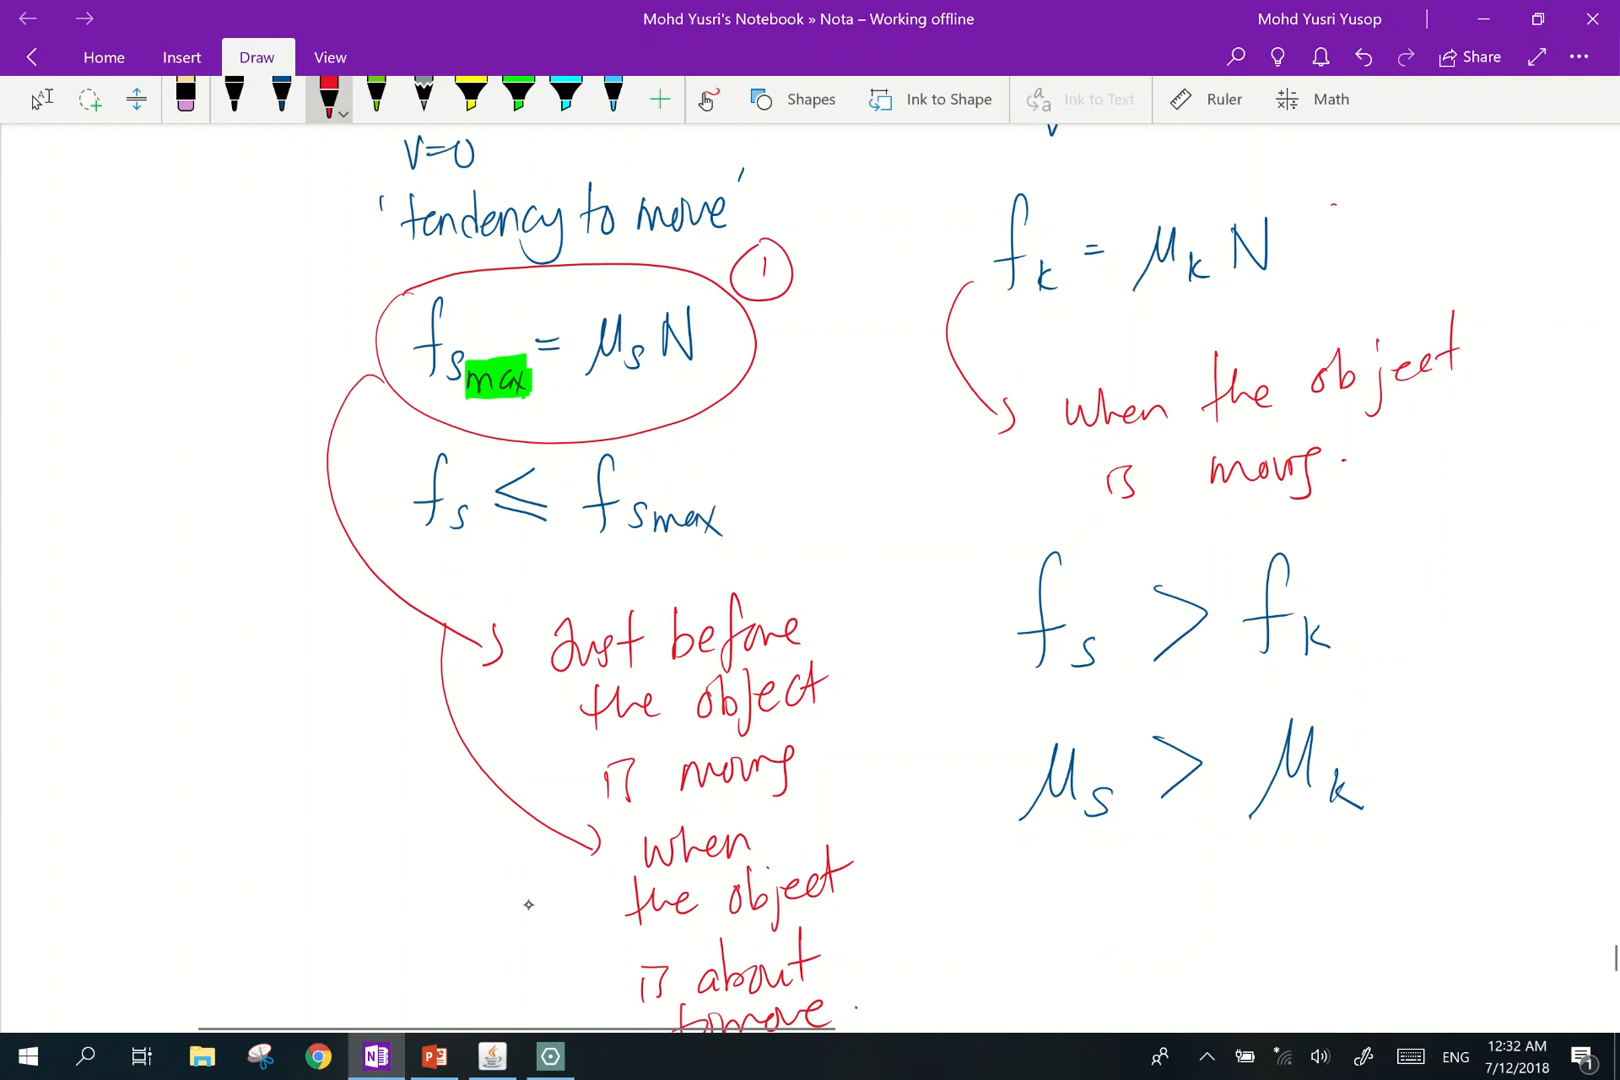 Mohd Yusri's Notebook » Nota – Working offline
Mohd Yusri Yusop
Home
Insert
Draw
View
Share
Shapes
Ink to Shape
Ink to Text
Ruler
Math
v=0
'tendency to move'
fsmax = μs N
1
fs ≤ fsmax
Just before
the object
is moving
when
the object
is about
to move.
v
fk = μk N
when the object
is moving.
fs > fk
μs > μk
ENG
12:32 AM
7/12/2018
1